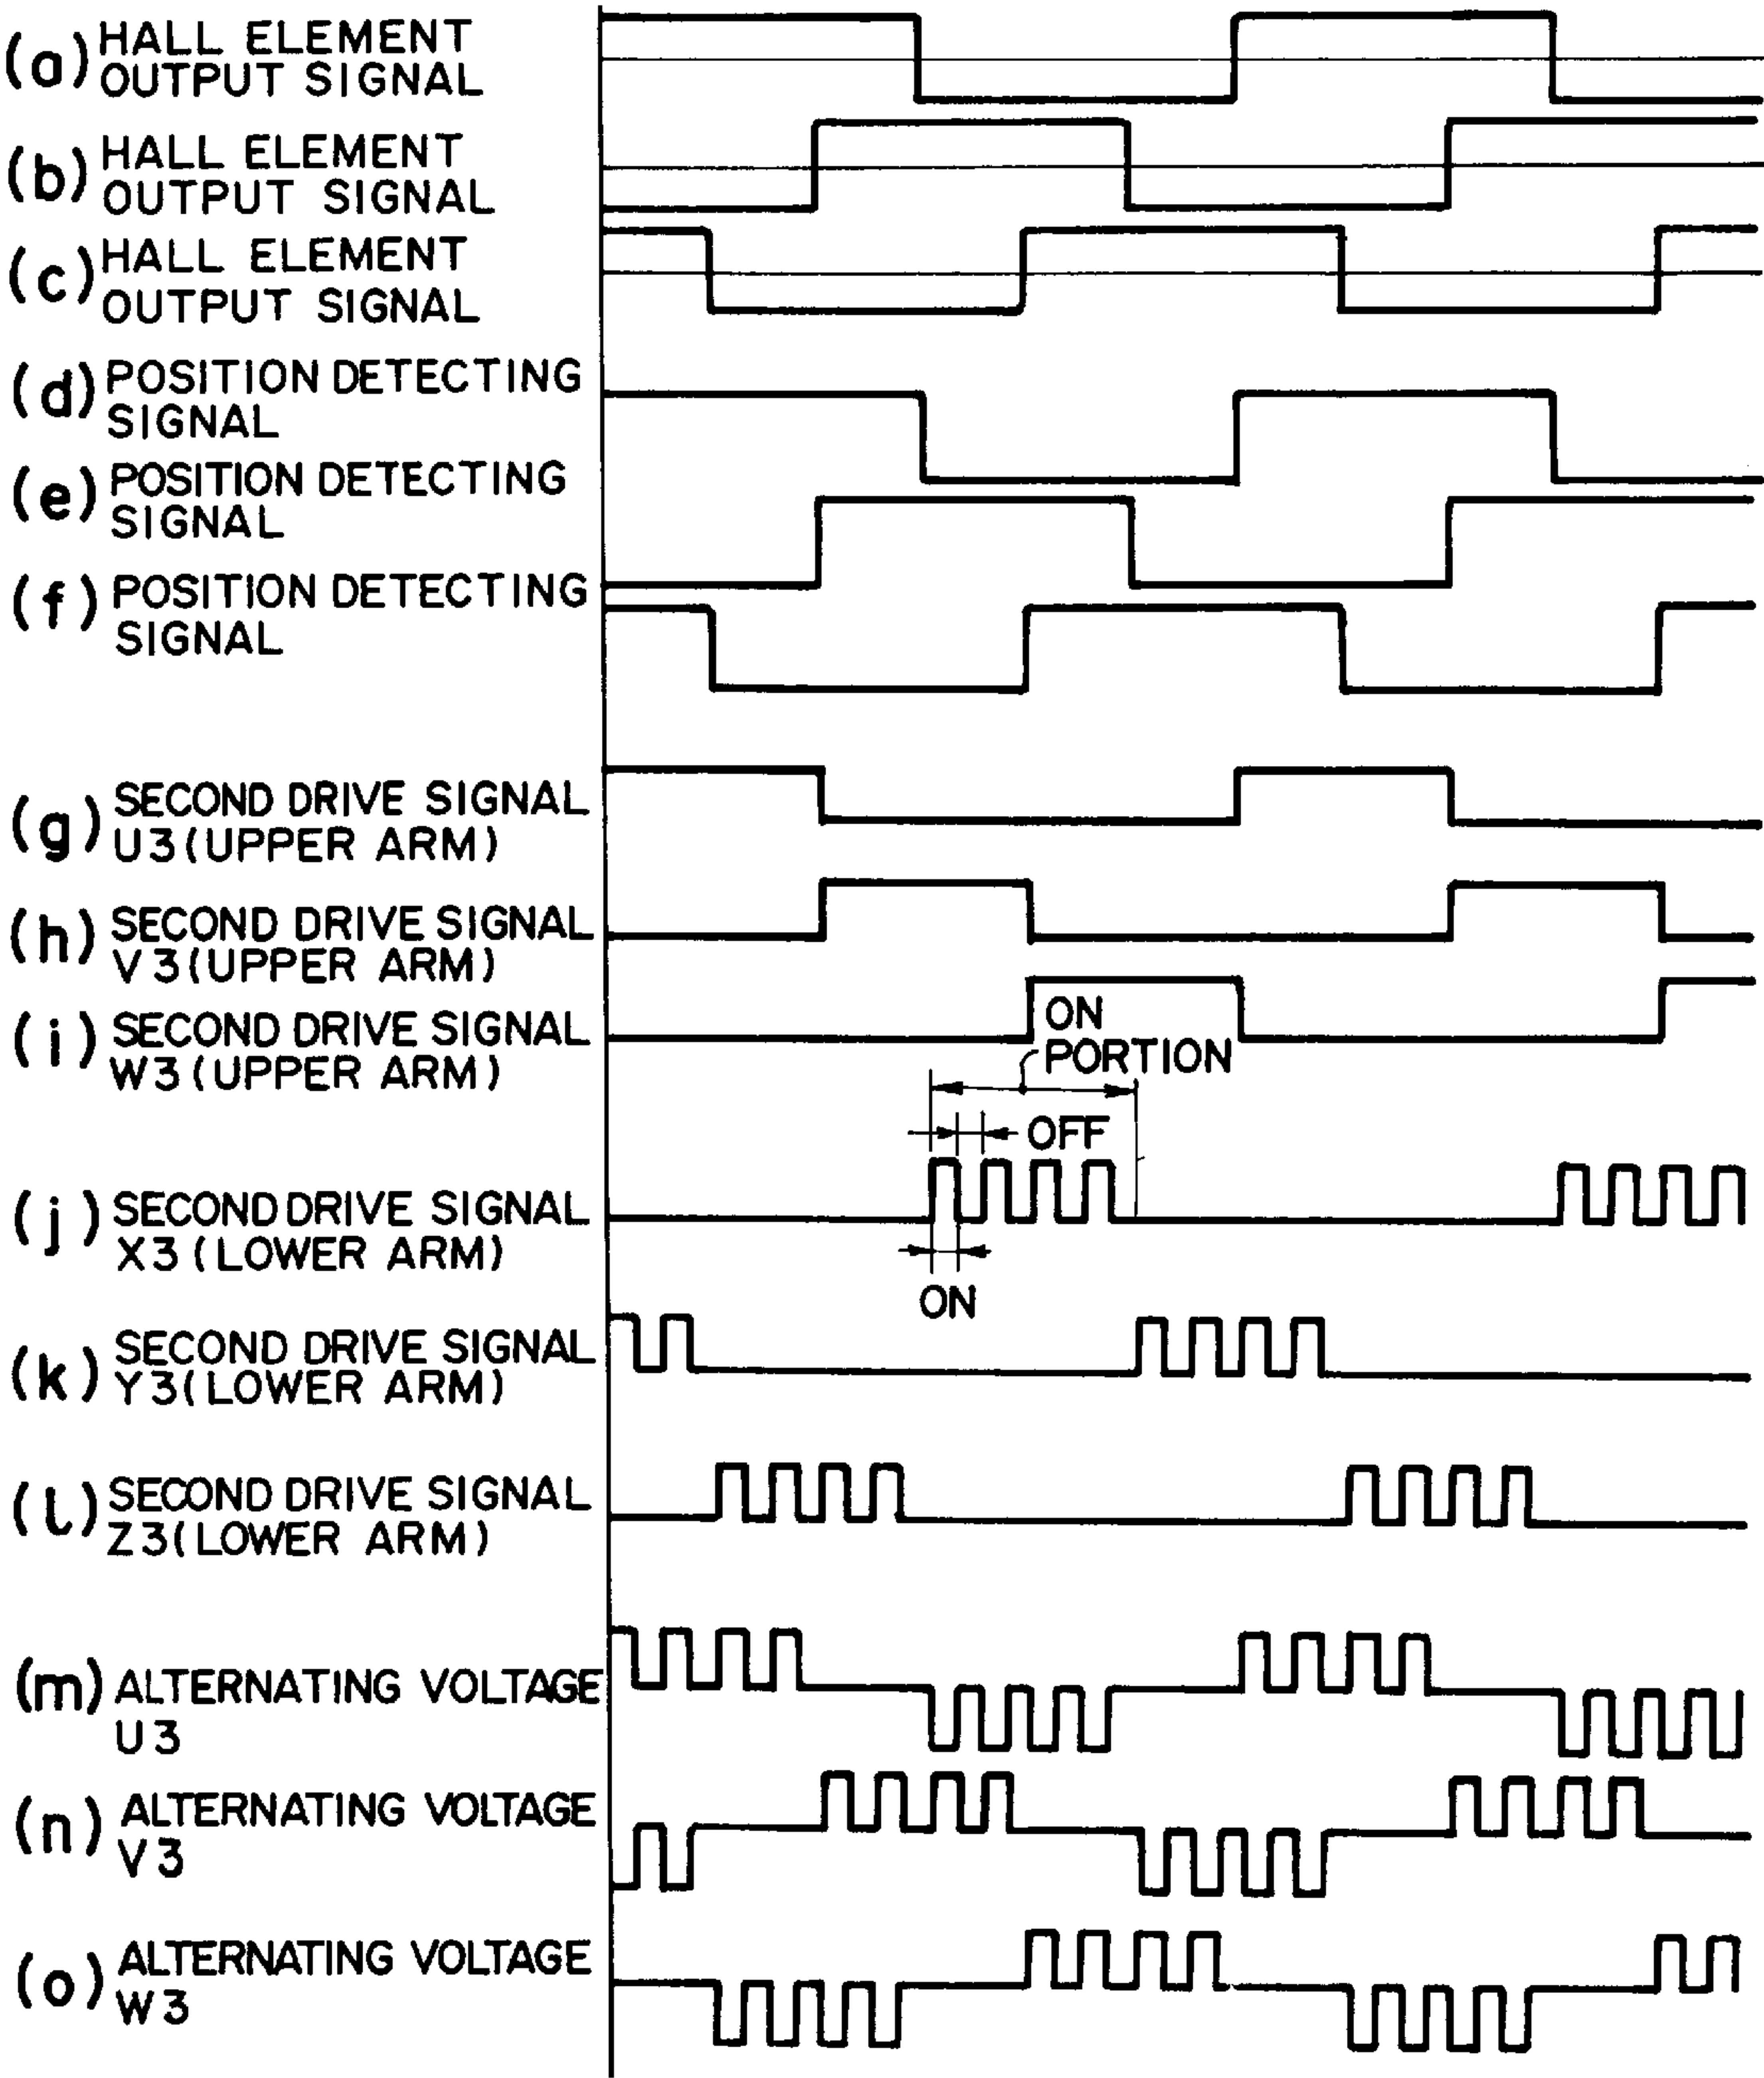 (a) HALL ELEMENT
OUTPUT SIGNAL
(b) HALL ELEMENT
OUTPUT SIGNAL
(c) HALL ELEMENT
OUTPUT SIGNAL
(d) POSITION DETECTING
SIGNAL
(e) POSITION DETECTING
SIGNAL
(f) POSITION DETECTING
SIGNAL
(g) SECOND DRIVE SIGNAL
U3(UPPER ARM)
(h) SECOND DRIVE SIGNAL
V3(UPPER ARM)
(i) SECOND DRIVE SIGNAL
W3(UPPER ARM)
ON
PORTION
OFF
(j) SECOND DRIVE SIGNAL
X3(LOWER ARM)
ON
(k) SECOND DRIVE SIGNAL
Y3(LOWER ARM)
(l) SECOND DRIVE SIGNAL
Z3(LOWER ARM)
(m) ALTERNATING VOLTAGE
U3
(n) ALTERNATING VOLTAGE
V3
(o) ALTERNATING VOLTAGE
W3